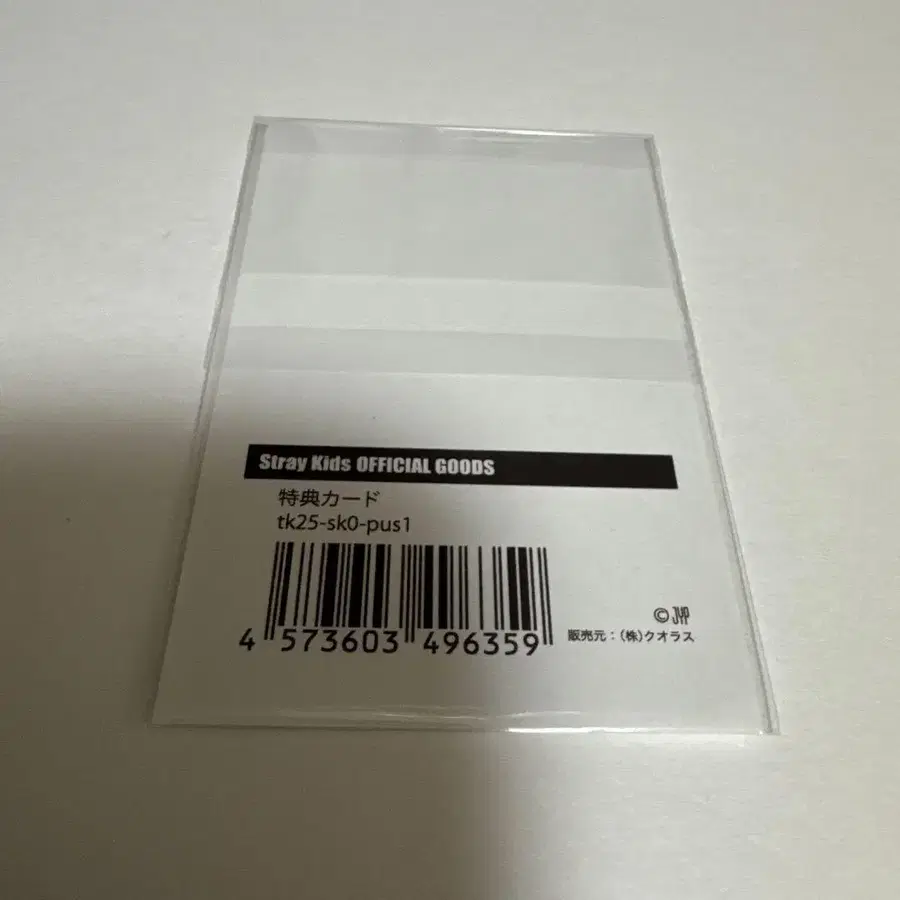 Stray Kids OFFICIAL GOODS
特典カード
tk25-sk0-pus1
4 573603 496359
© JYP
販売元：(株)クオラス